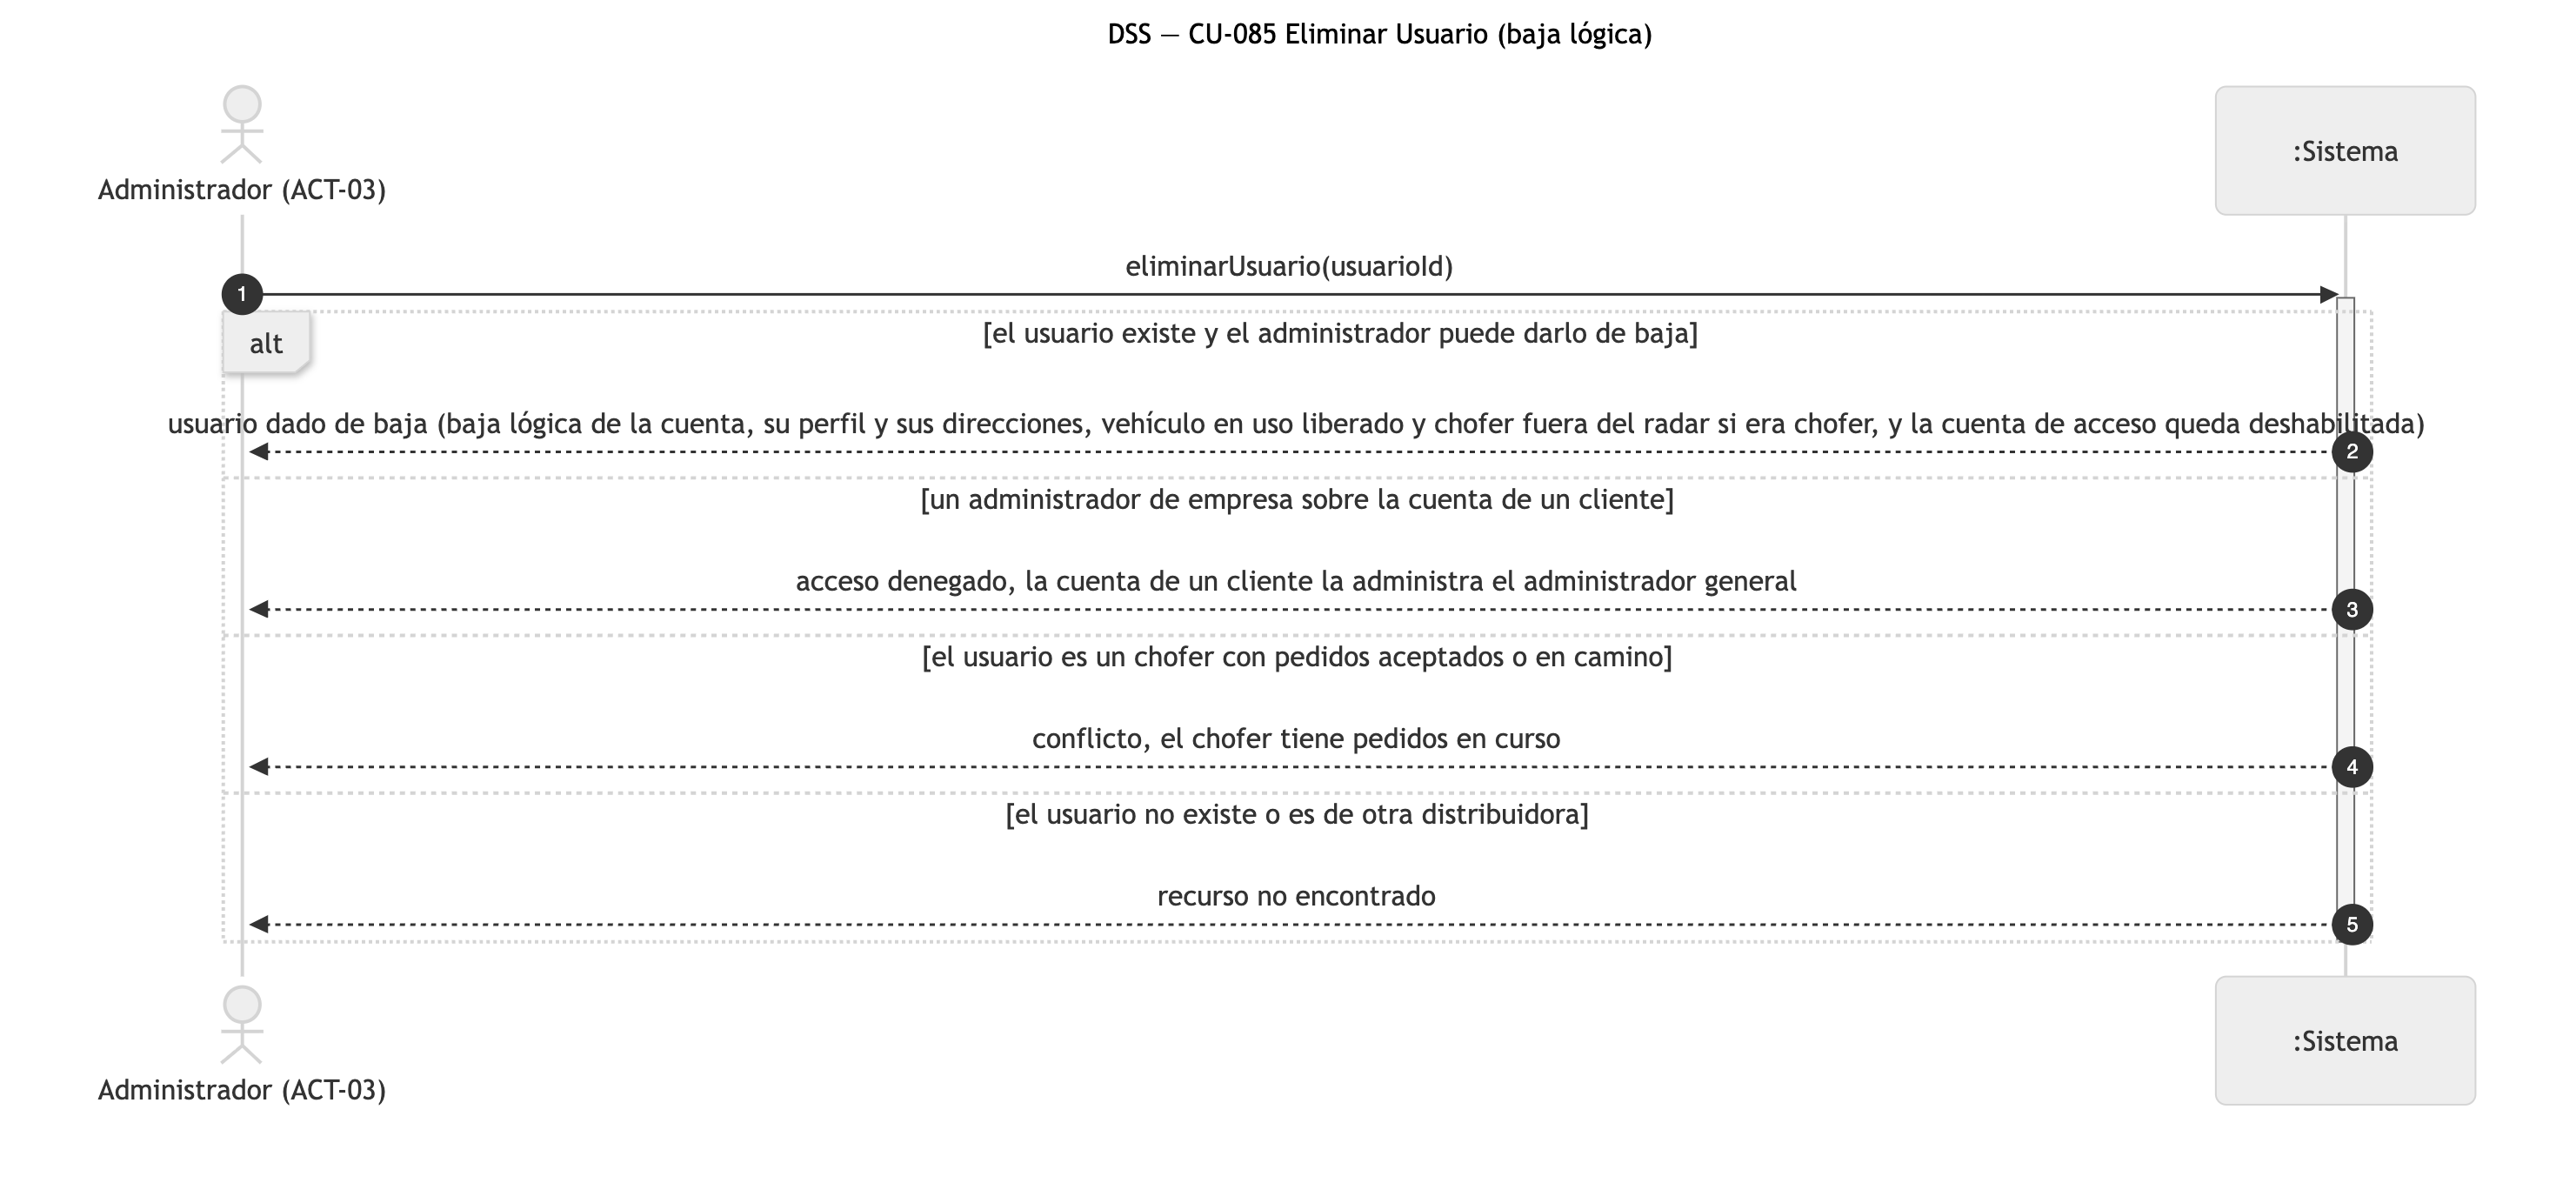 DSS — CU-085 Eliminar Usuario (baja lógica)
Administrador (ACT-03)
:Sistema
eliminarUsuario(usuarioId)
1
alt
[el usuario existe y el administrador puede darlo de baja]
usuario dado de baja (baja lógica de la cuenta, su perfil y sus direcciones, vehículo en uso liberado y chofer fuera del radar si era chofer, y la cuenta de acceso queda deshabilitada)
2
[un administrador de empresa sobre la cuenta de un cliente]
acceso denegado, la cuenta de un cliente la administra el administrador general
3
[el usuario es un chofer con pedidos aceptados o en camino]
conflicto, el chofer tiene pedidos en curso
4
[el usuario no existe o es de otra distribuidora]
recurso no encontrado
5
Administrador (ACT-03)
:Sistema